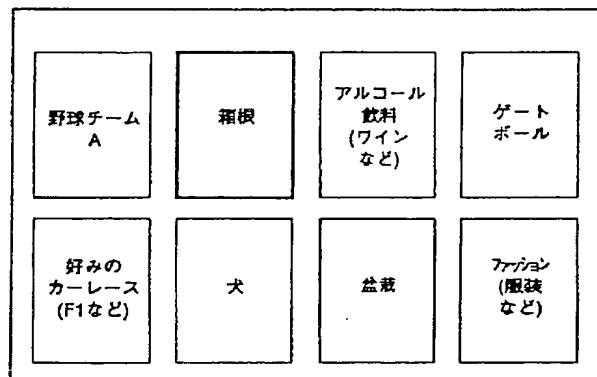 野球チーム
A
箱根
アルコール
飲料
(ワイン
など)
ゲート
ボール
好みの
カーレース
(F1など)
犬
盆栽
ファッション
(服装
など)